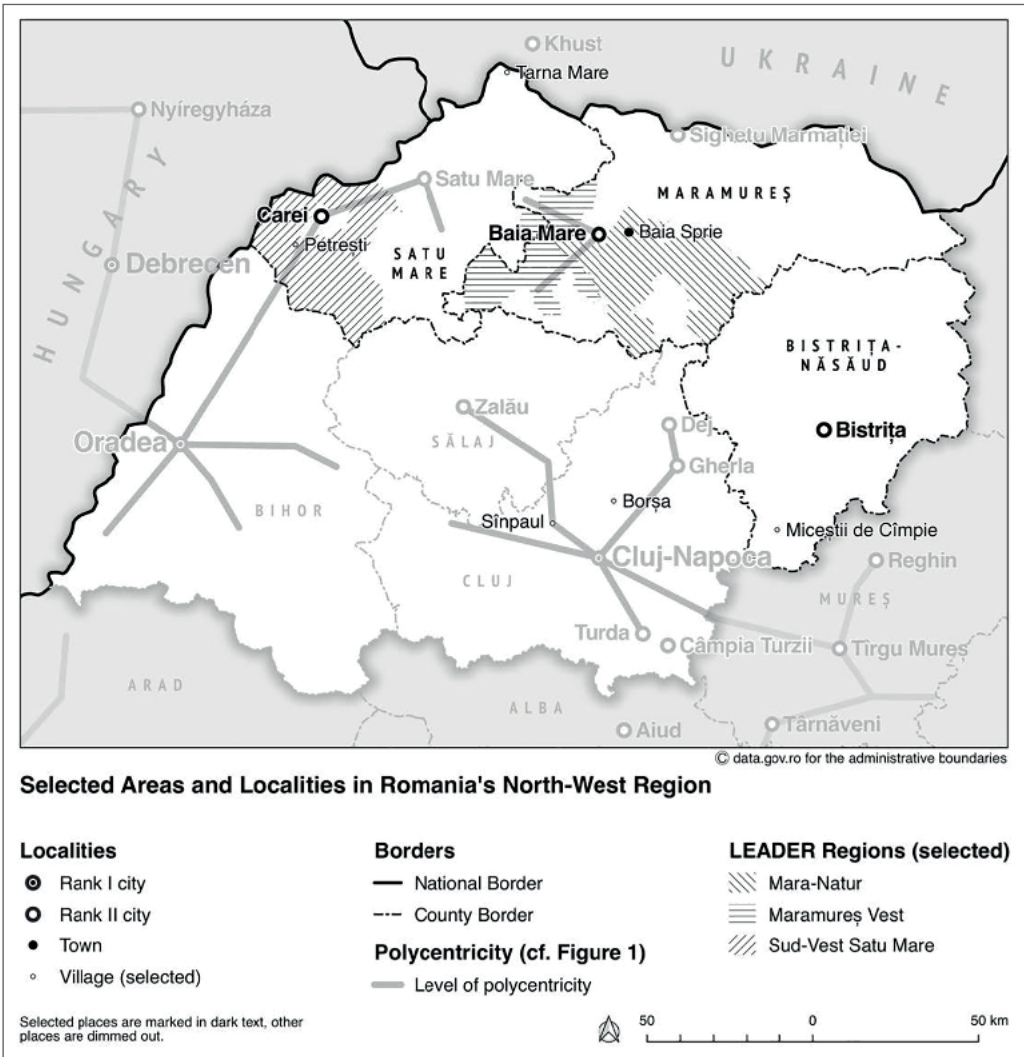 Khust
UKRAINE
Tarna Mare
Nyíregyháza
Sighetu Marmației
Satu Mare
MARAMUREȘ
HUNGARY
Carei
Baia Mare
Baia Sprie
Petrești
SATU
MARE
Debrecen
BISTRIȚA-
NĂSĂUD
Zalău
Dej
Oradea
SĂLAJ
Bistrița
Gherla
BIHOR
Borșa
Sînpaul
Miceștii de Cîmpie
Cluj-Napoca
Reghin
CLUJ
MUREȘ
Turda
Câmpia Turzii
Tîrgu Mureș
ARAD
ALBA
Aiud
Târnăveni
© data.gov.ro for the administrative boundaries
Selected Areas and Localities in Romania's North-West Region
Localities
Rank I city
Rank II city
Town
Village (selected)
Borders
National Border
County Border
Polycentricity (cf. Figure 1)
Level of polycentricity
LEADER Regions (selected)
Mara-Natur
Maramureș Vest
Sud-Vest Satu Mare
Selected places are marked in dark text, other
places are dimmed out.
50 0 50 km